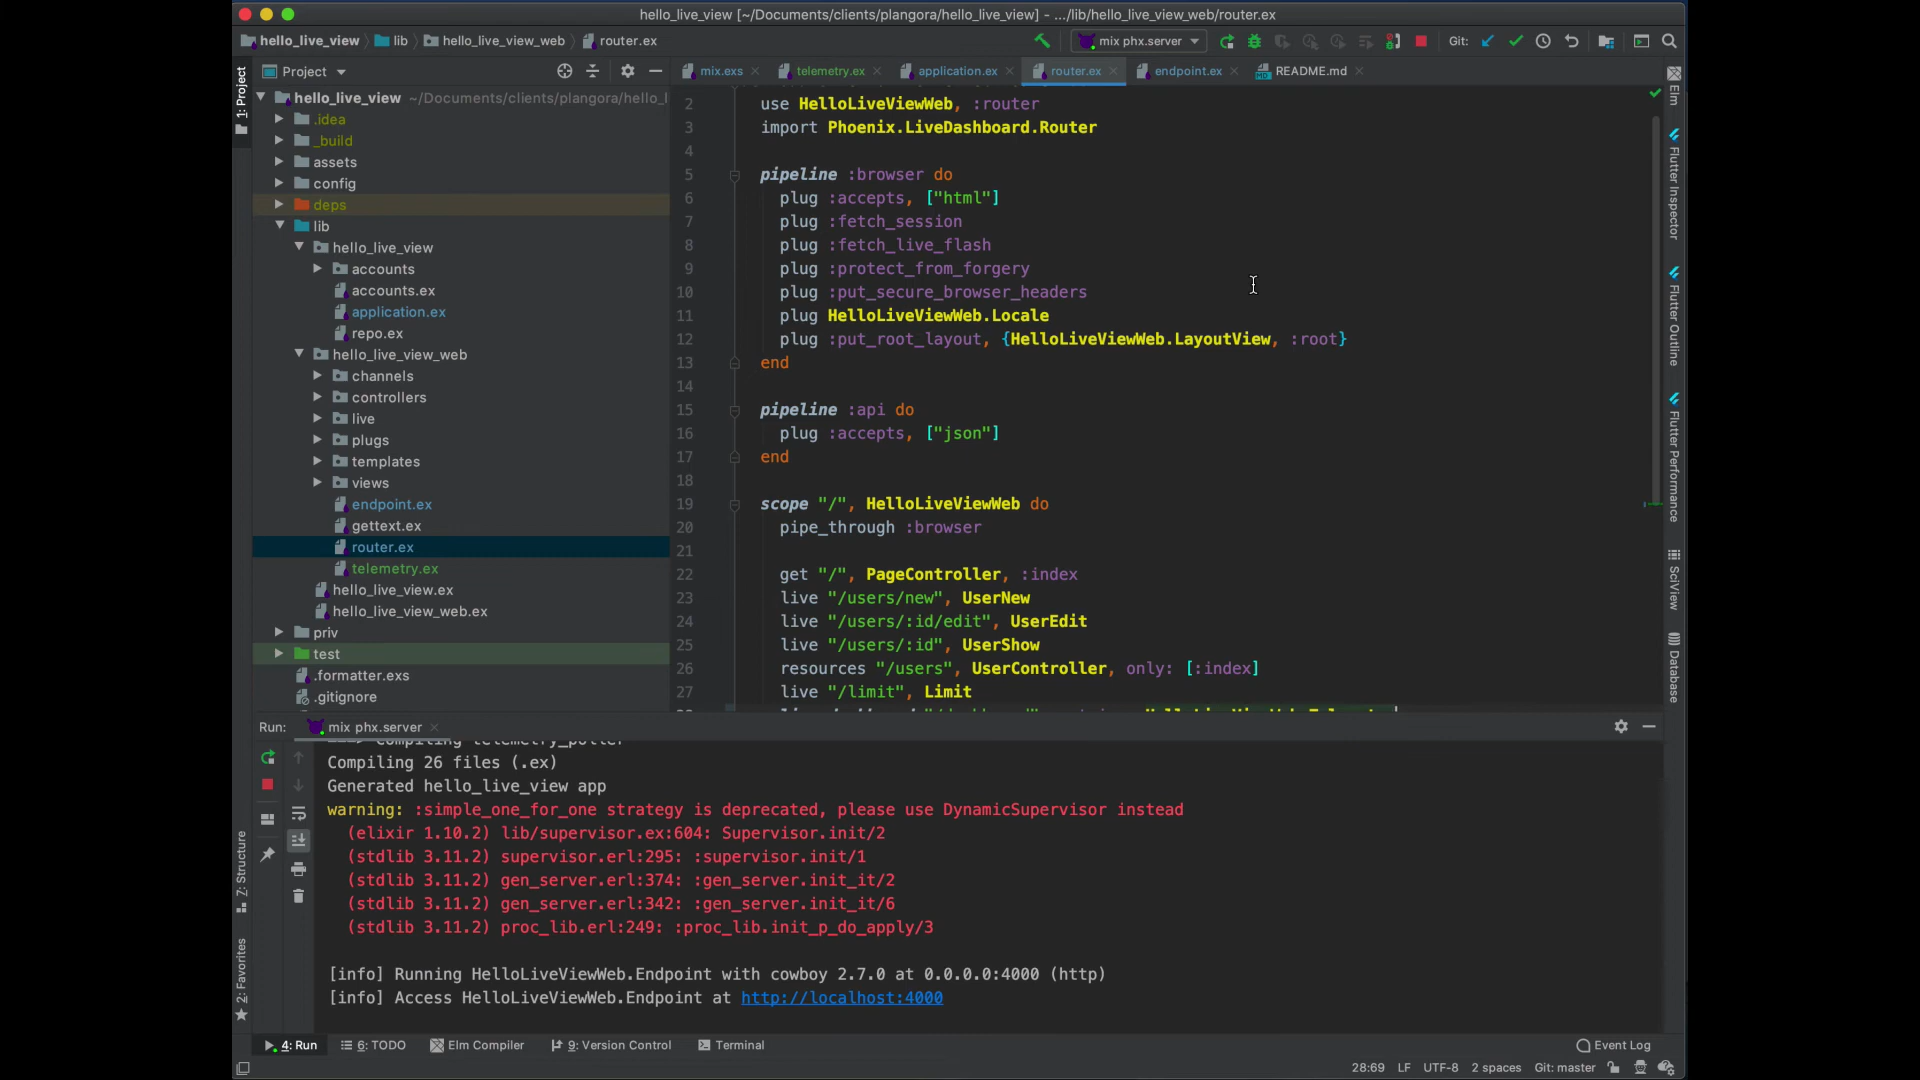 hello_live_view [~/Documents/clients/plangora/hello_live_view] - .../lib/hello_live_view_web/router.ex
hello_live_view lib hello_live_view_web router.ex
mix phx.server
Git:
Project
mix.exs telemetry.ex application.ex router.ex endpoint.ex README.md
1: Project
hello_live_view ~/Documents/clients/plangora/hello_l
.idea
_build
assets
config
deps
lib
hello_live_view
accounts
accounts.ex
application.ex
repo.ex
hello_live_view_web
channels
controllers
live
plugs
templates
views
endpoint.ex
gettext.ex
router.ex
telemetry.ex
hello_live_view.ex
hello_live_view_web.ex
priv
test
.formatter.exs
.gitignore
2 use HelloLiveViewWeb, :router
3 import Phoenix.LiveDashboard.Router
4
5 pipeline :browser do
6 plug :accepts, ["html"]
7 plug :fetch_session
8 plug :fetch_live_flash
9 plug :protect_from_forgery
10 plug :put_secure_browser_headers
11 plug HelloLiveViewWeb.Locale
12 plug :put_root_layout, {HelloLiveViewWeb.LayoutView, :root}
13 end
14
15 pipeline :api do
16 plug :accepts, ["json"]
17 end
18
19 scope "/", HelloLiveViewWeb do
20 pipe_through :browser
21
22 get "/", PageController, :index
23 live "/users/new", UserNew
24 live "/users/:id/edit", UserEdit
25 live "/users/:id", UserShow
26 resources "/users", UserController, only: [:index]
27 live "/limit", Limit
Elm
Flutter Inspector
Flutter Outline
Flutter Performance
SciView
Database
Run: mix phx.server
===> Compiling telemetry_poller
Compiling 26 files (.ex)
Generated hello_live_view app
warning: :simple_one_for_one strategy is deprecated, please use DynamicSupervisor instead
(elixir 1.10.2) lib/supervisor.ex:604: Supervisor.init/2
(stdlib 3.11.2) supervisor.erl:295: :supervisor.init/1
(stdlib 3.11.2) gen_server.erl:374: :gen_server.init_it/2
(stdlib 3.11.2) gen_server.erl:342: :gen_server.init_it/6
(stdlib 3.11.2) proc_lib.erl:249: :proc_lib.init_p_do_apply/3
[info] Running HelloLiveViewWeb.Endpoint with cowboy 2.7.0 at 0.0.0.0:4000 (http)
[info] Access HelloLiveViewWeb.Endpoint at http://localhost:4000
7: Structure
2: Favorites
4: Run 6: TODO Elm Compiler 9: Version Control Terminal Event Log
28:69 LF UTF-8 2 spaces Git: master